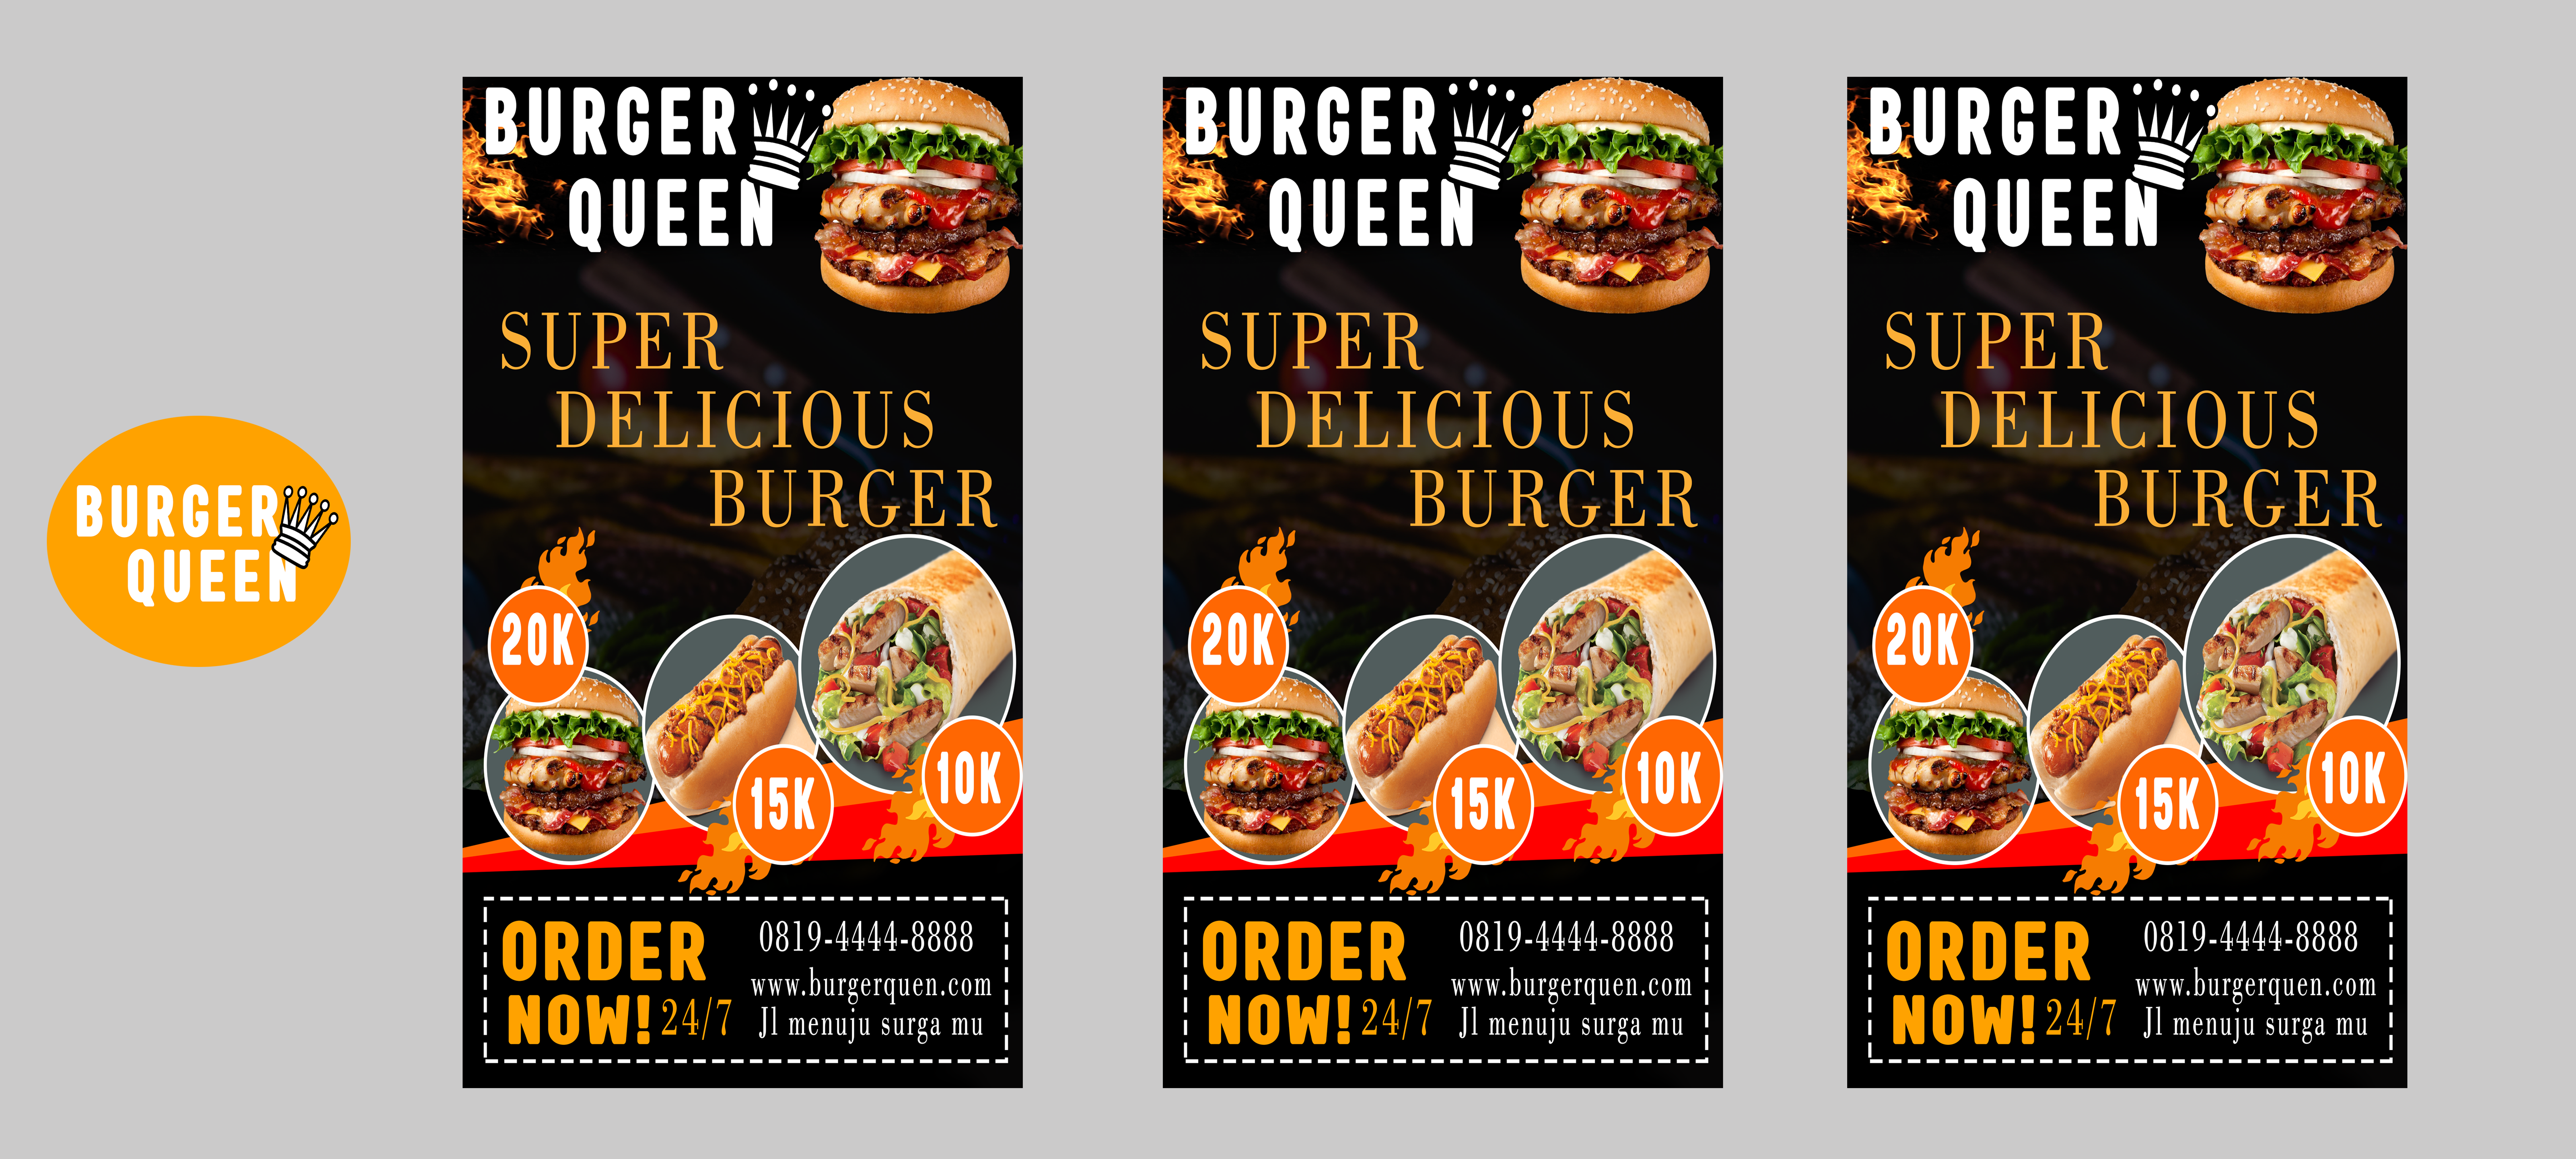 BURGER
QUEEN
BURGER
QUEEN
SUPER
DELICIOUS
BURGER
20K
15K
10K
ORDER
NOW! 24/7
0819-4444-8888
www.burgerquen.com
Jl menuju surga mu
BURGER
QUEEN
SUPER
DELICIOUS
BURGER
20K
15K
10K
ORDER
NOW! 24/7
0819-4444-8888
www.burgerquen.com
Jl menuju surga mu
BURGER
QUEEN
SUPER
DELICIOUS
BURGER
20K
15K
10K
ORDER
NOW! 24/7
0819-4444-8888
www.burgerquen.com
Jl menuju surga mu